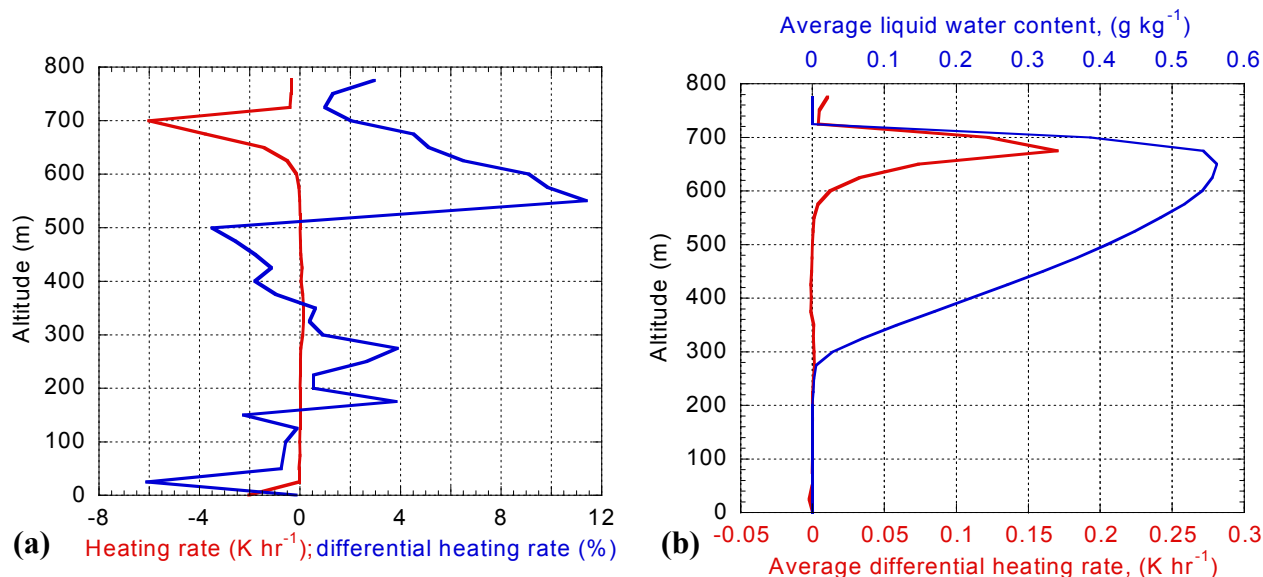 Average liquid water content, (g kg⁻¹)
0 0.1 0.2 0.3 0.4 0.5 0.6
800
700
600
500
400
300
200
100
0
Altitude (m)
-8 -4 0 4 8 12
(a) Heating rate (K hr⁻¹); differential heating rate (%)
800
700
600
500
400
300
200
100
0
Altitude (m)
-0.05 0 0.05 0.1 0.15 0.2 0.25 0.3
(b) Average differential heating rate, (K hr⁻¹)